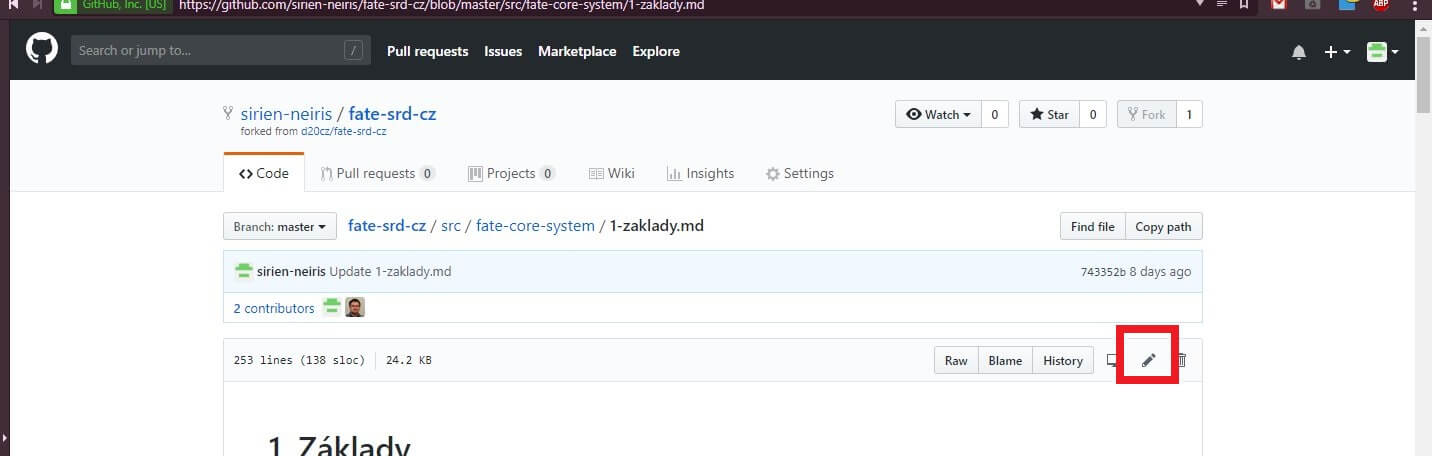 GitHub, Inc. [US] https://github.com/sirien-neiris/fate-srd-cz/blob/master/src/fate-core-system/1-zaklady.md ABP
Search or jump to... / Pull requests Issues Marketplace Explore
sirien-neiris / fate-srd-cz Watch 0 Star 0 Fork 1
forked from d20cz/fate-srd-cz
Code Pull requests 0 Projects 0 Wiki Insights Settings
Branch: master fate-srd-cz / src / fate-core-system / 1-zaklady.md Find file Copy path
sirien-neiris Update 1-zaklady.md 743352b 8 days ago
2 contributors
253 lines (138 sloc) 24.2 KB Raw Blame History
1. Základy